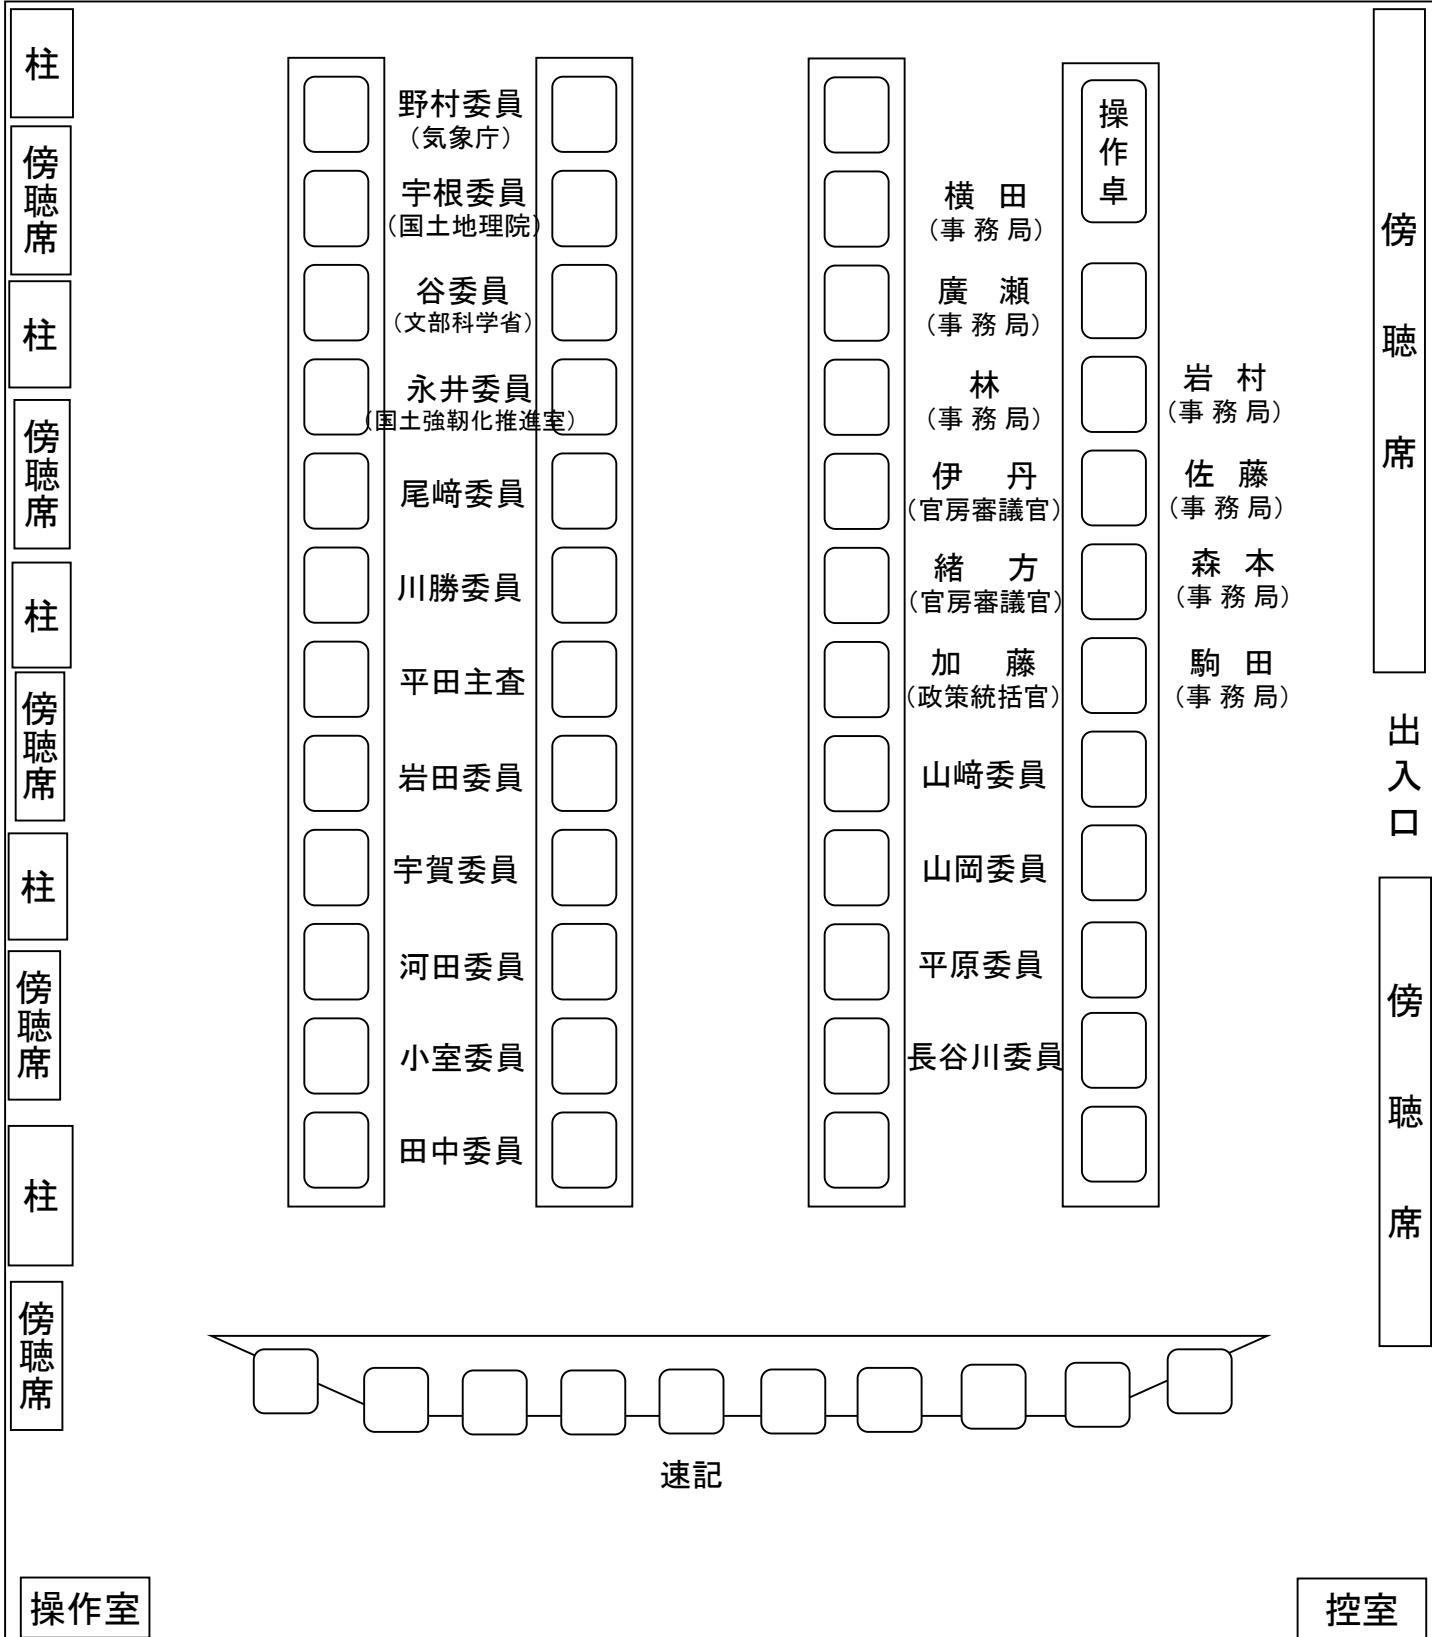 柱
傍聴席
柱
傍聴席
柱
傍聴席
柱
傍聴席
柱
傍聴席
野村委員
（気象庁）
宇根委員
（国土地理院）
谷委員
（文部科学省）
永井委員
（国土強靭化推進室）
尾﨑委員
川勝委員
平田主査
岩田委員
宇賀委員
河田委員
小室委員
田中委員
横 田
（事 務 局）
廣 瀬
（事 務 局）
林
（事 務 局）
伊 丹
（官房審議官）
緒 方
（官房審議官）
加 藤
（政策統括官）
山﨑委員
山岡委員
平原委員
長谷川委員
操作卓
岩 村
（事 務 局）
佐 藤
（事 務 局）
森 本
（事 務 局）
駒 田
（事 務 局）
傍聴席
出入口
傍聴席
速記
操作室
控室